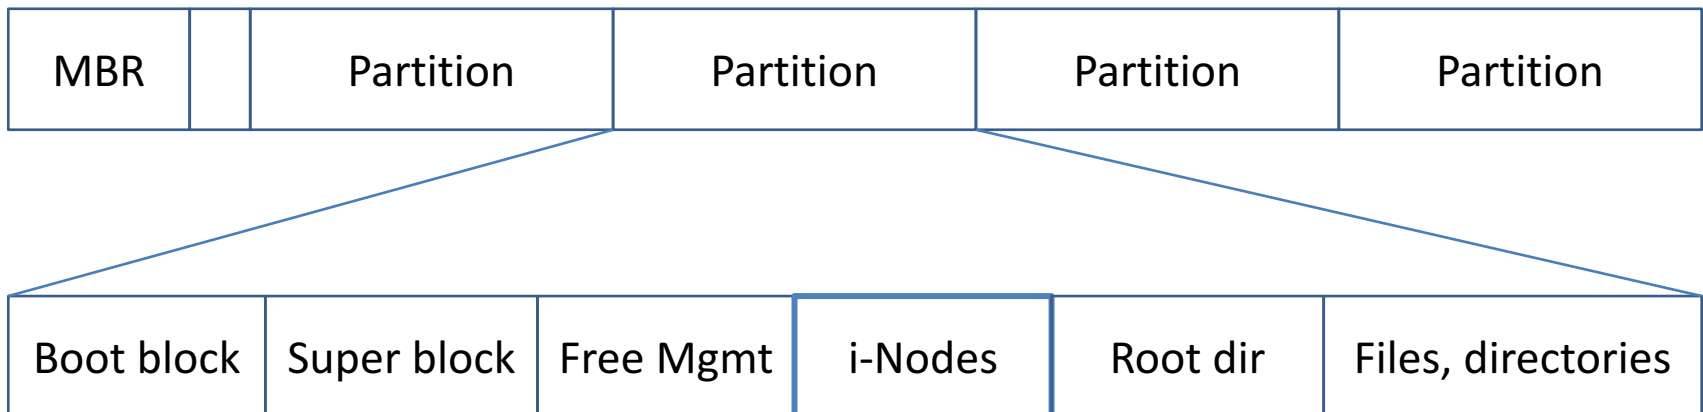 MBR Partition Partition Partition Partition
Boot block Super block Free Mgmt i-Nodes Root dir Files, directories